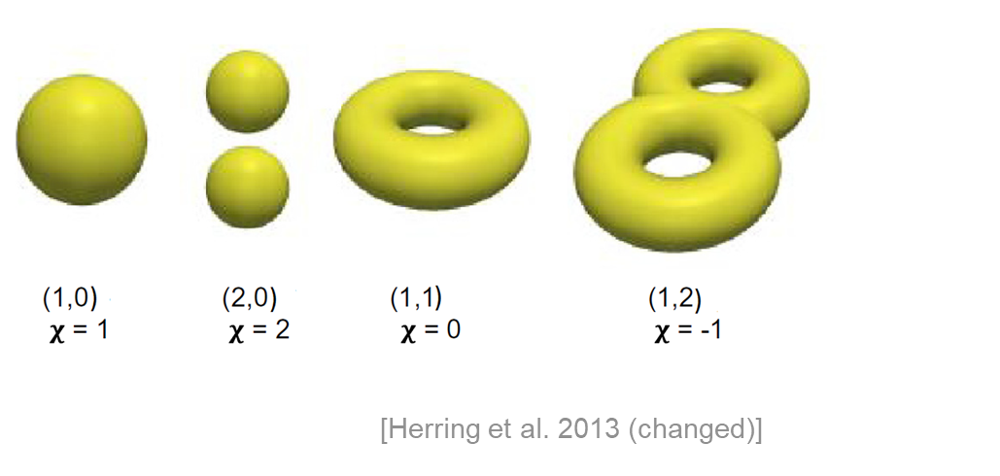 (1,0)
χ = 1
(2,0)
χ = 2
(1,1)
χ = 0
(1,2)
χ = -1
[Herring et al. 2013 (changed)]